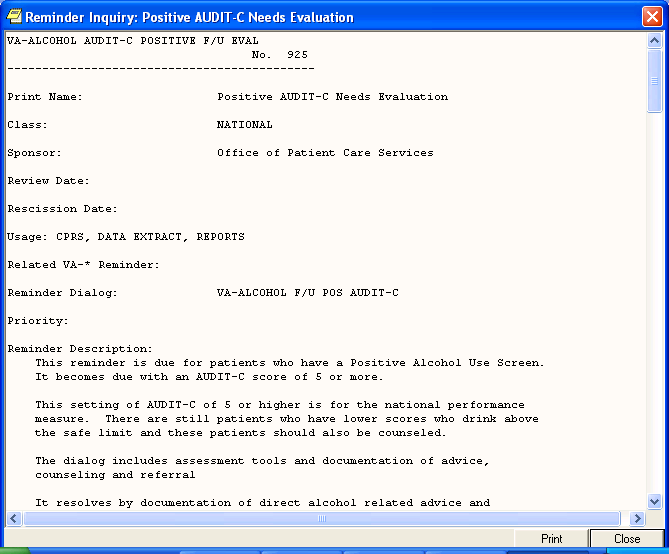 Reminder Inquiry: Positive AUDIT-C Needs Evaluation
VA-ALCOHOL AUDIT-C POSITIVE F/U EVAL
No. 925
--------------------------------------------
Print Name: Positive AUDIT-C Needs Evaluation
Class: NATIONAL
Sponsor: Office of Patient Care Services
Review Date:
Rescission Date:
Usage: CPRS, DATA EXTRACT, REPORTS
Related VA-* Reminder:
Reminder Dialog: VA-ALCOHOL F/U POS AUDIT-C
Priority:
Reminder Description:
This reminder is due for patients who have a Positive Alcohol Use Screen.
It becomes due with an AUDIT-C score of 5 or more.
This setting of AUDIT-C of 5 or higher is for the national performance
measure. There are still patients who have lower scores who drink above
the safe limit and these patients should also be counseled.
The dialog includes assessment tools and documentation of advice,
counseling and referral
It resolves by documentation of direct alcohol related advice and
Print Close